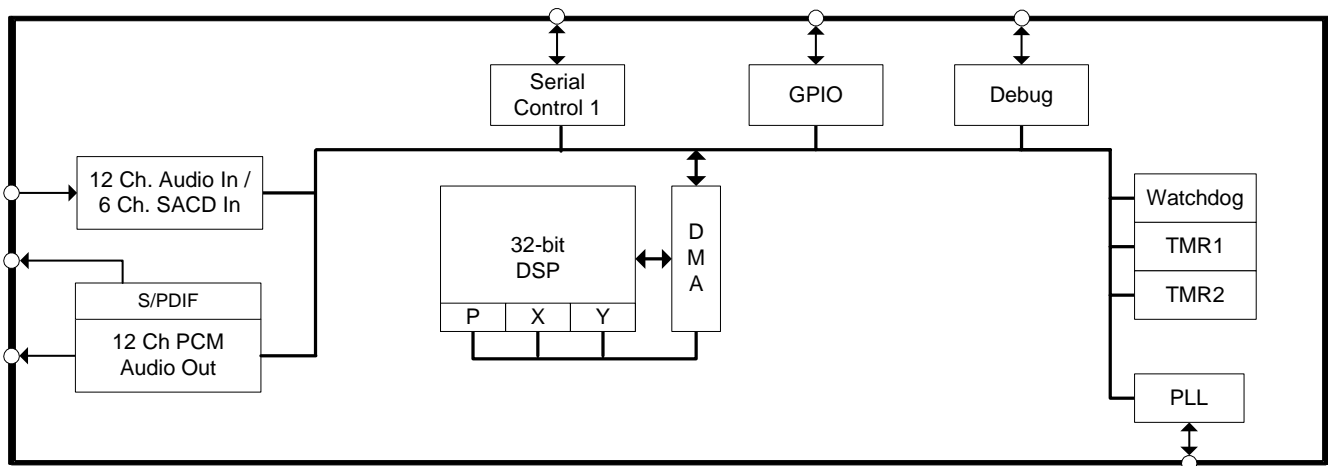 Serial
Control 1
GPIO
Debug
12 Ch. Audio In /
6 Ch. SACD In
S/PDIF
12 Ch PCM
Audio Out
32-bit
DSP
P
X
Y
D
M
A
Watchdog
TMR1
TMR2
PLL